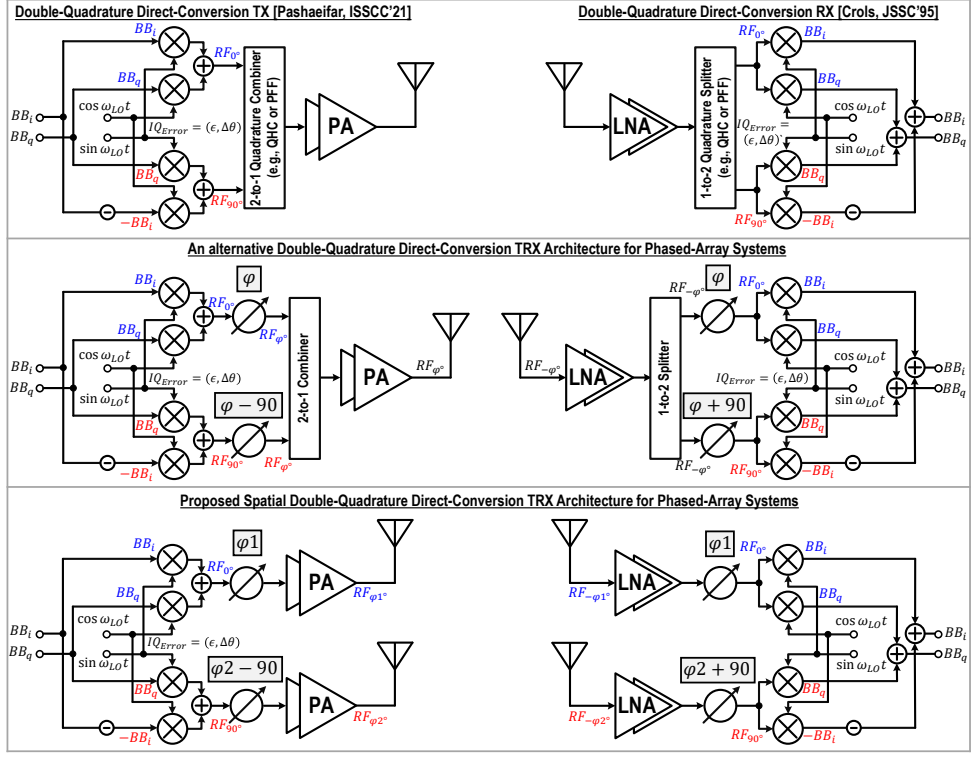 Double-Quadrature Direct-Conversion TX [Pashaeifar, ISSCC'21]
Double-Quadrature Direct-Conversion RX [Crols, JSSC'95]
BB_i
BB_q
BB_i
BB_q
cos ω_LO t
sin ω_LO t
IQ_Error = (ϵ, Δθ)
BB_q
−BB_i
RF_0°
RF_90°
2-to-1 Quadrature Combiner
(e.g., QHC or PFF)
PA
LNA
1-to-2 Quadrature Splitter
(e.g., QHC or PFF)
RF_0°
RF_90°
BB_i
BB_q
cos ω_LO t
sin ω_LO t
IQ_Error =
(ϵ, Δθ)
BB_q
−BB_i
BB_i
BB_q
An alternative Double-Quadrature Direct-Conversion TRX Architecture for Phased-Array Systems
BB_i
BB_q
BB_i
BB_q
cos ω_LO t
sin ω_LO t
IQ_Error = (ϵ, Δθ)
BB_q
−BB_i
RF_0°
φ
RF_φ°
φ − 90
RF_90°
RF_φ°
2-to-1 Combiner
PA
RF_φ°
RF_−φ°
LNA
1-to-2 Splitter
RF_−φ°
φ
RF_0°
φ + 90
RF_−φ°
RF_90°
BB_i
BB_q
cos ω_LO t
sin ω_LO t
IQ_Error = (ϵ, Δθ)
BB_q
−BB_i
BB_i
BB_q
Proposed Spatial Double-Quadrature Direct-Conversion TRX Architecture for Phased-Array Systems
BB_i
BB_q
BB_i
BB_q
cos ω_LO t
sin ω_LO t
IQ_Error = (ϵ, Δθ)
BB_q
−BB_i
RF_0°
φ1
PA
RF_φ1°
φ2 − 90
RF_90°
PA
RF_φ2°
RF_−φ1°
LNA
φ1
RF_0°
RF_−φ2°
LNA
φ2 + 90
RF_90°
BB_i
BB_q
cos ω_LO t
sin ω_LO t
BB_q
−BB_i
BB_i
BB_q